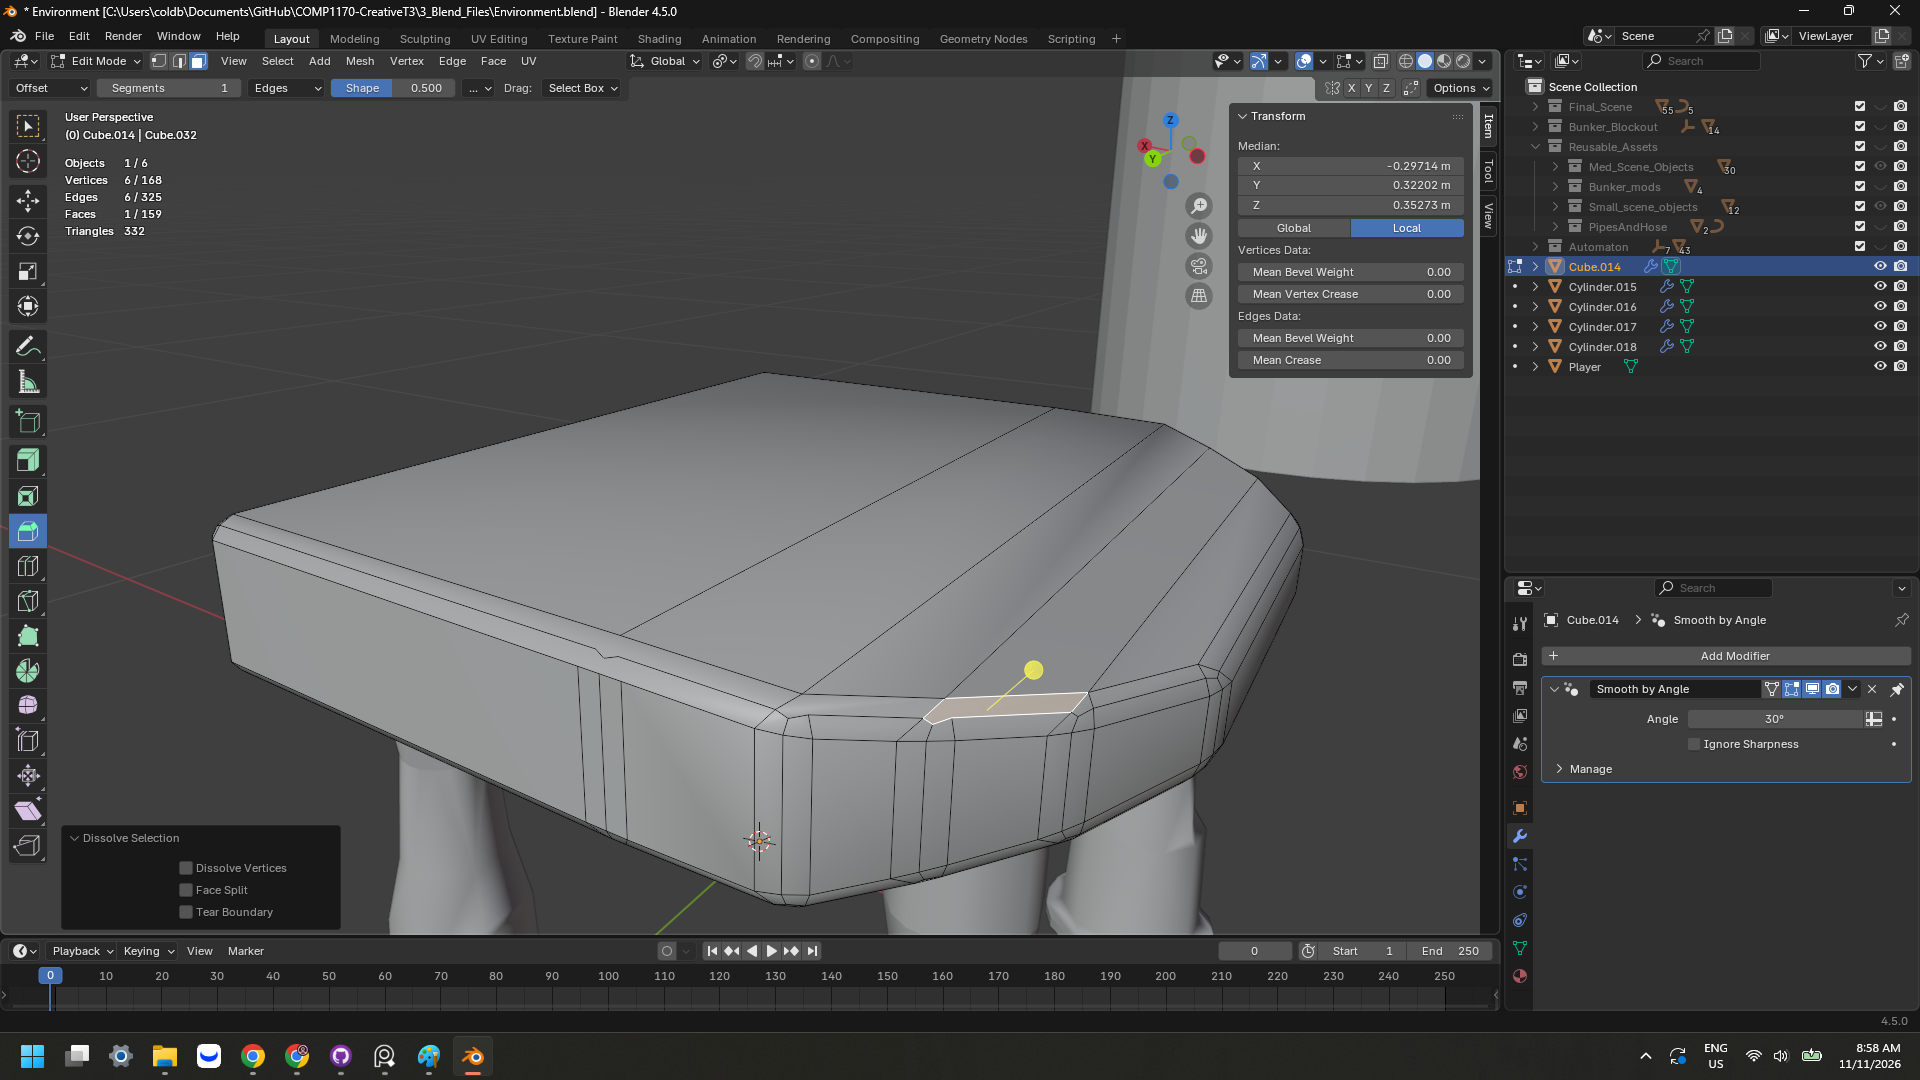 * Environment [C:\Users\coldb\Documents\GitHub\COMP1170-CreativeT3\3_Blend_Files\Environment.blend] - Blender 4.5.0
File Edit Render Window Help
Layout Modeling Sculpting UV Editing Texture Paint Shading Animation Rendering Compositing Geometry Nodes Scripting +
Scene
ViewLayer
Edit Mode View Select Add Mesh Vertex Edge Face UV
Global
Offset Segments 1 Edges Shape 0.500 ... Drag: Select Box
X Y Z Options
User Perspective
(0) Cube.014 | Cube.032
Objects 1 / 6
Vertices 6 / 168
Edges 6 / 325
Faces 1 / 159
Triangles 332
Z
X
Y
Transform
Median:
X -0.29714 m
Y 0.32202 m
Z 0.35273 m
Global Local
Vertices Data:
Mean Bevel Weight 0.00
Mean Vertex Crease 0.00
Edges Data:
Mean Bevel Weight 0.00
Mean Crease 0.00
Item
Tool
View
Search
Scene Collection
Final_Scene 55 5
Bunker_Blockout 14
Reusable_Assets
Med_Scene_Objects 30
Bunker_mods 4
Small_scene_objects 12
PipesAndHose 2
Automaton 7 43
Cube.014
Cylinder.015
Cylinder.016
Cylinder.017
Cylinder.018
Player
Search
Cube.014 Smooth by Angle
Add Modifier
Smooth by Angle
Angle 30°
Ignore Sharpness
Manage
Dissolve Selection
Dissolve Vertices
Face Split
Tear Boundary
Playback Keying View Marker
0 Start 1 End 250
0 10 20 30 40 50 60 70 80 90 100 110 120 130 140 150 160 170 180 190 200 210 220 230 240 250
4.5.0
ENG
US
8:58 AM
11/11/2026